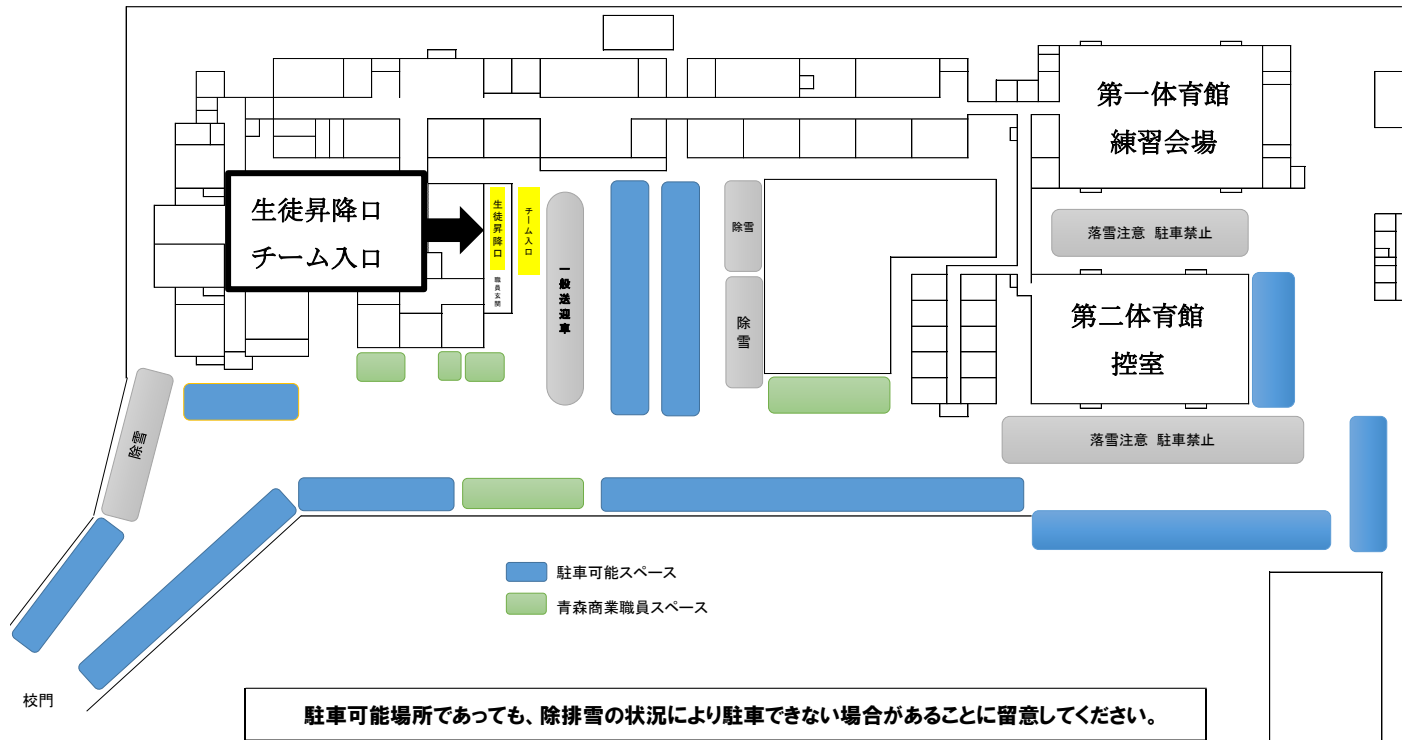 第一体育館
練習会場
生徒昇降口
チーム入口
生徒昇降口
チーム入口
職員玄関
一般送迎車
除雪
除雪
落雪注意 駐車禁止
第二体育館
控室
落雪注意 駐車禁止
除雪
駐車可能スペース
青森商業職員スペース
校門
駐車可能場所であっても、除排雪の状況により駐車できない場合があることに留意してください。